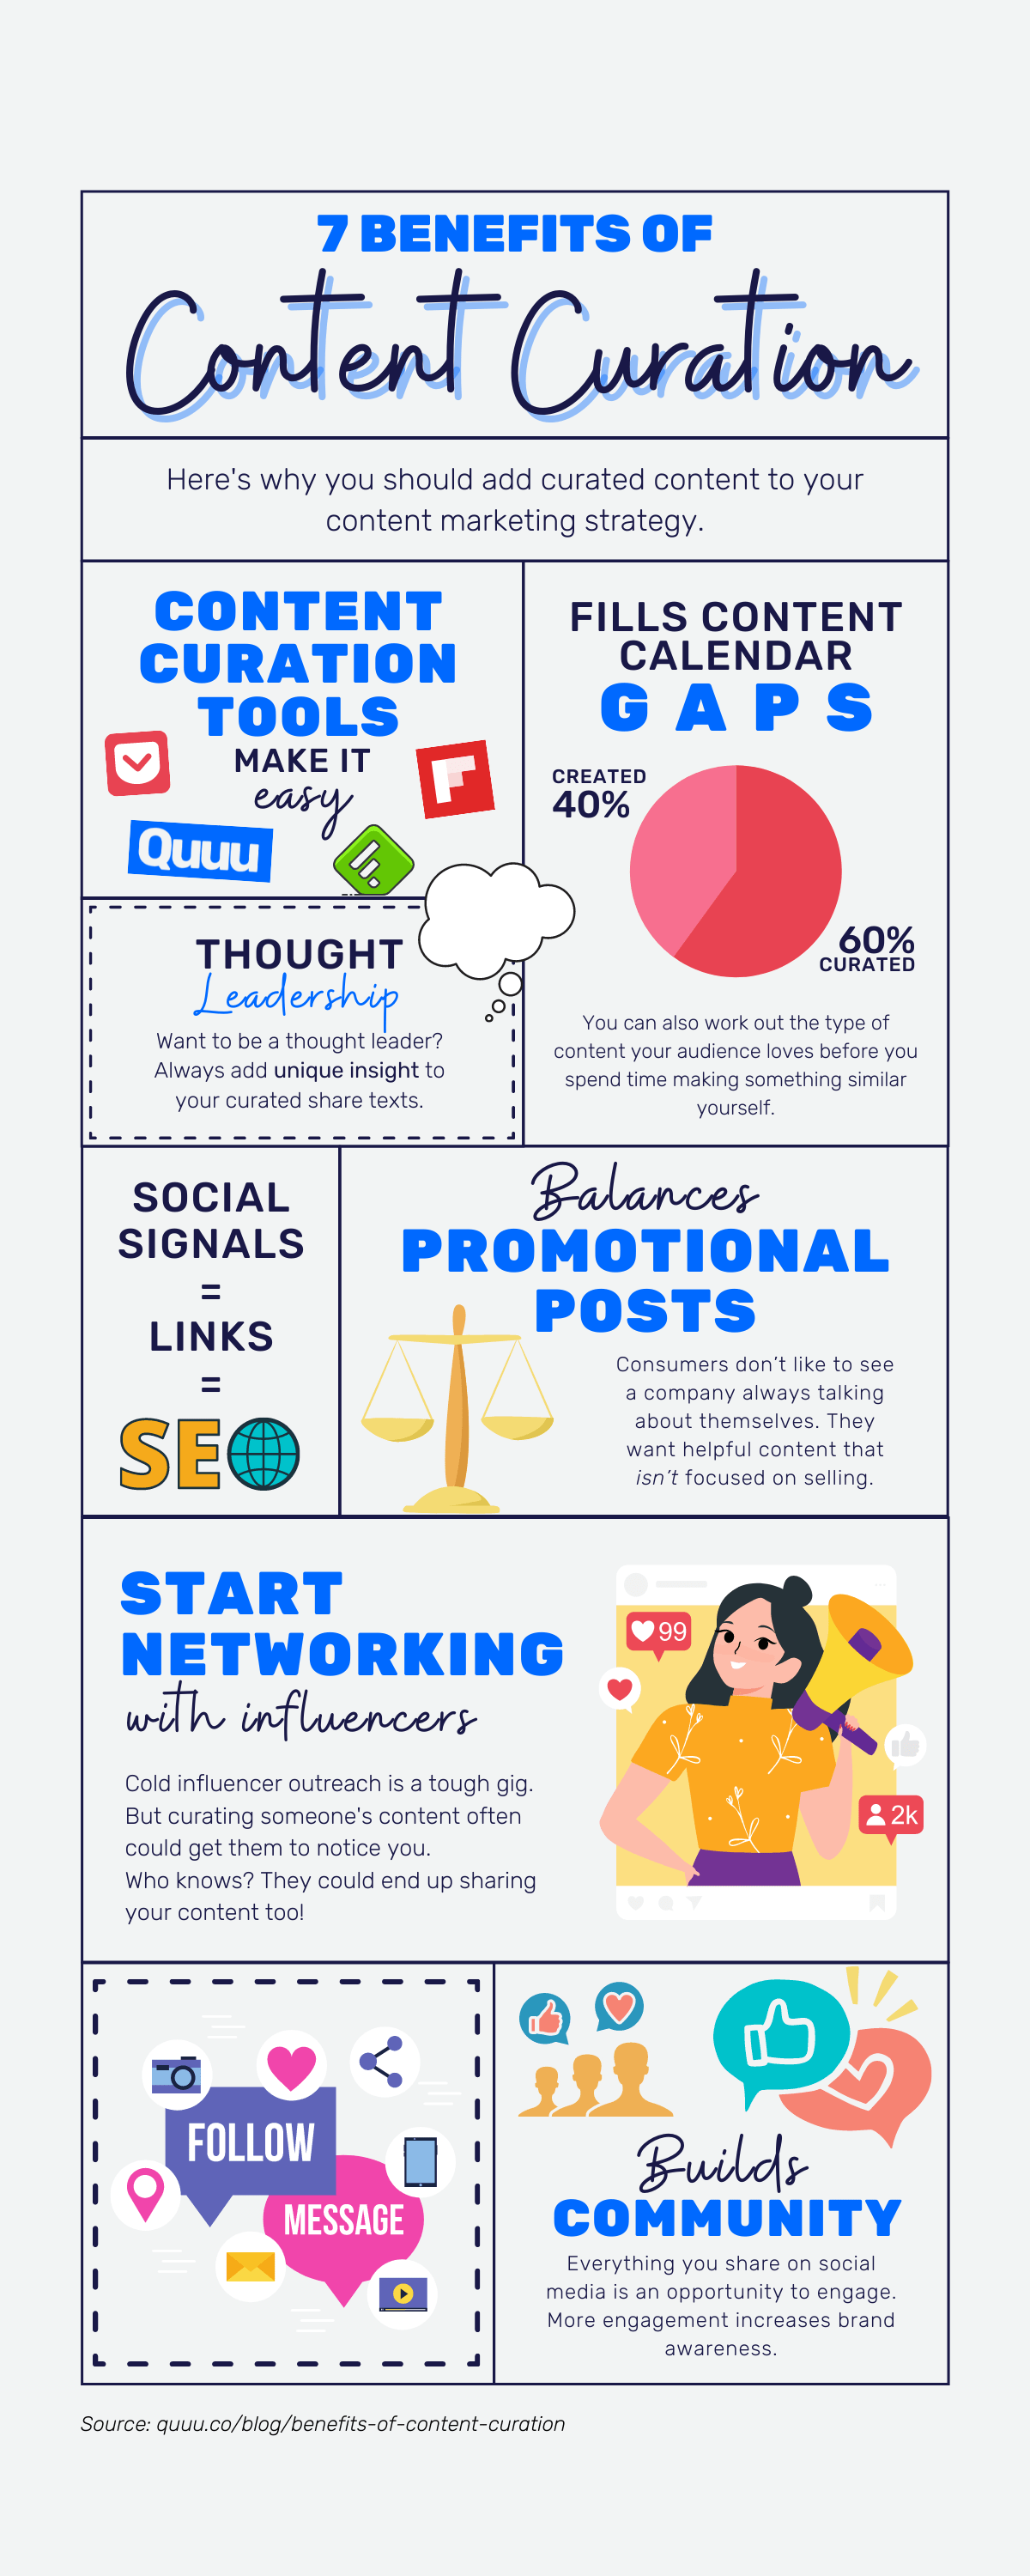 7 BENEFITS OF
Content Curation
Here's why you should add curated content to your
content marketing strategy.
CONTENT
CURATION
TOOLS
MAKE IT
easy
Quuu
FILLS CONTENT
CALENDAR
GAPS
CREATED
40%
60%
CURATED
You can also work out the type of
content your audience loves before you
spend time making something similar
yourself.
THOUGHT
Leadership
Want to be a thought leader?
Always add unique insight to
your curated share texts.
SOCIAL
SIGNALS
=
LINKS
=
SEO
Balances
PROMOTIONAL
POSTS
Consumers don’t like to see
a company always talking
about themselves. They
want helpful content that
isn’t focused on selling.
START
NETWORKING
with influencers
Cold influencer outreach is a tough gig.
But curating someone's content often
could get them to notice you.
Who knows? They could end up sharing
your content too!
99
2k
FOLLOW
MESSAGE
Builds
COMMUNITY
Everything you share on social
media is an opportunity to engage.
More engagement increases brand
awareness.
Source: quuu.co/blog/benefits-of-content-curation